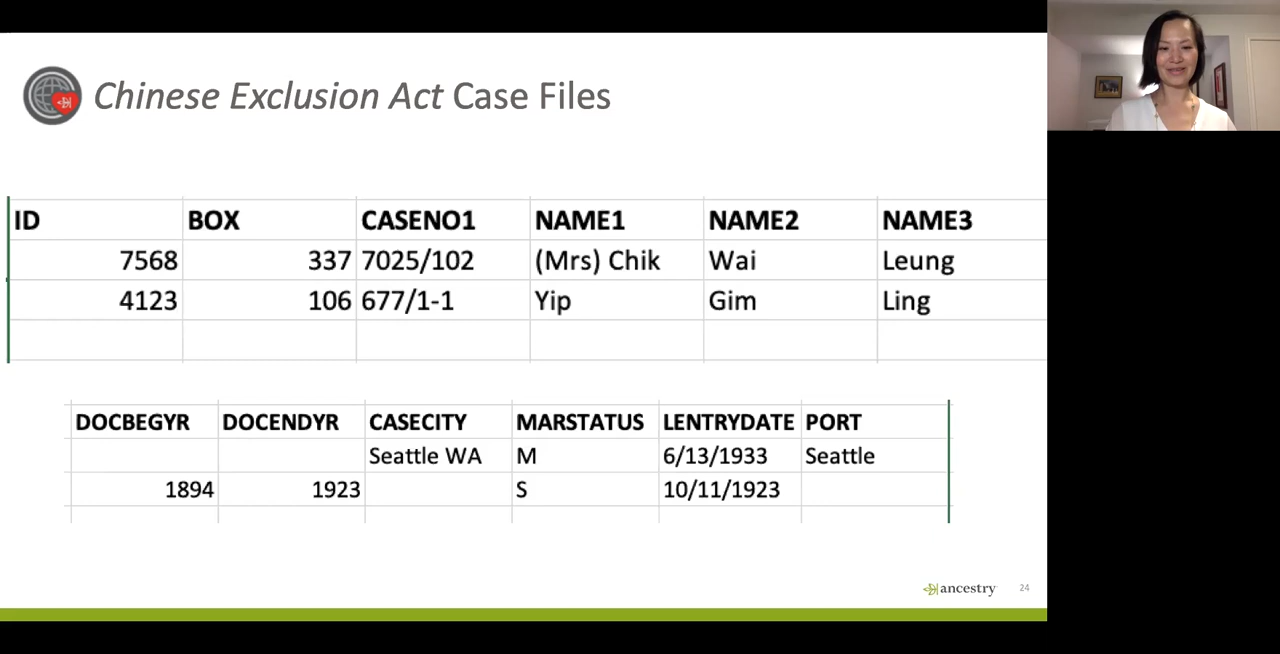 Chinese Exclusion Act Case Files
ID BOX CASENO1 NAME1 NAME2 NAME3
7568 337 7025/102 (Mrs) Chik Wai Leung
4123 106 677/1-1 Yip Gim Ling
DOCBEGYR DOCENDYR CASECITY MARSTATUS LENTRYDATE PORT
Seattle WA M 6/13/1933 Seattle
1894 1923 S 10/11/1923
ancestry 24